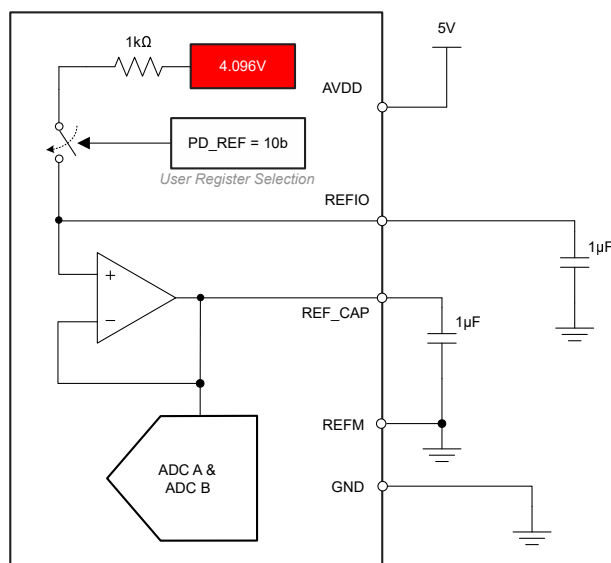 1kΩ
4.096V
5V
AVDD
PD_REF = 10b
User Register Selection
REFIO
1µF
+
−
REF_CAP
1µF
REFM
ADC A &
ADC B
GND